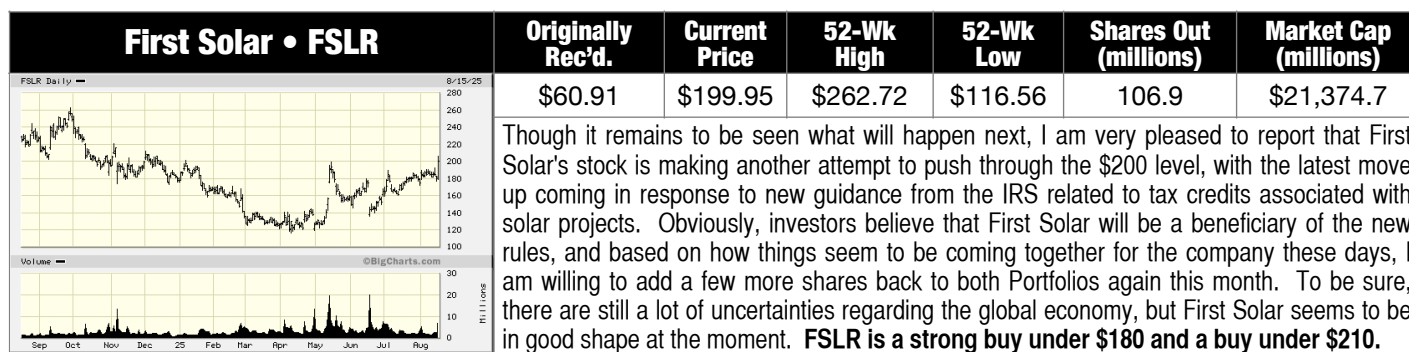 First Solar • FSLR
Originally Rec'd.
Current Price
52-Wk High
52-Wk Low
Shares Out (millions)
Market Cap (millions)
$60.91
$199.95
$262.72
$116.56
106.9
$21,374.7
FSLR Daily
8/15/25
280
260
240
220
200
180
160
140
120
100
Volume
©BigCharts.com
30
20
10
0
Millions
Sep Oct Nov Dec 25 Feb Mar Apr May Jun Jul Aug
Though it remains to be seen what will happen next, I am very pleased to report that First
Solar's stock is making another attempt to push through the $200 level, with the latest move
up coming in response to new guidance from the IRS related to tax credits associated with
solar projects. Obviously, investors believe that First Solar will be a beneficiary of the new
rules, and based on how things seem to be coming together for the company these days, I
am willing to add a few more shares back to both Portfolios again this month. To be sure,
there are still a lot of uncertainties regarding the global economy, but First Solar seems to be
in good shape at the moment. FSLR is a strong buy under $180 and a buy under $210.